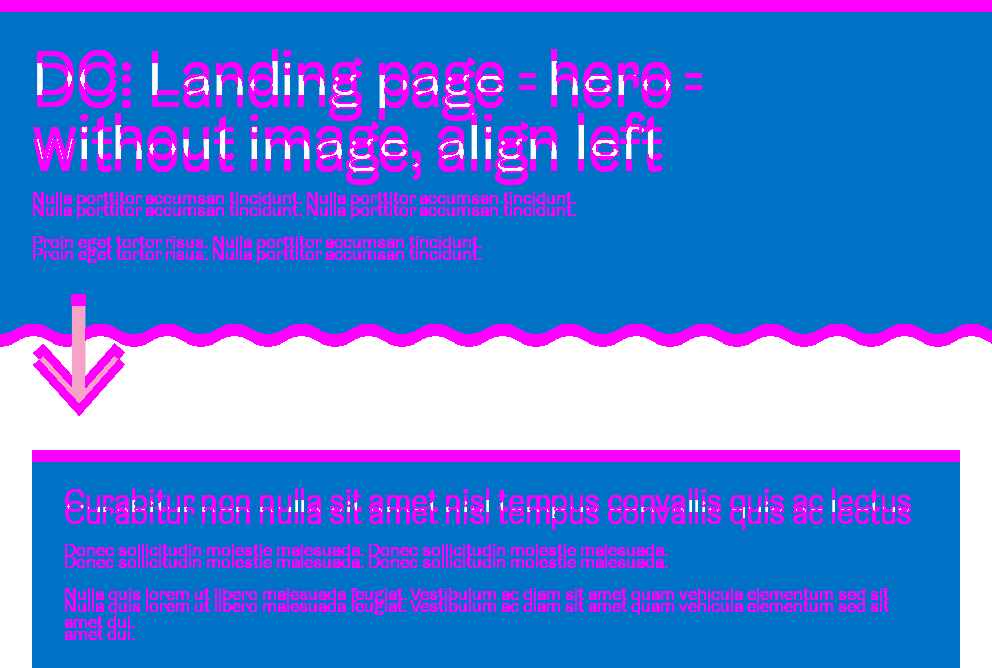 DO: Landing page = hero =
without image, align left
Nulla porttitor accumsan tincidunt. Nulla porttitor accumsan tincidunt.
Proin eget tortor risus. Nulla porttitor accumsan tincidunt.
Curabitur non nulla sit amet nisl tempus convallis quis ac lectus
Donec sollicitudin molestie malesuada. Donec sollicitudin molestie malesuada.
Nulla quis lorem ut libero malesuada feugiat. Vestibulum ac diam sit amet quam vehicula elementum sed sit
amet dui.